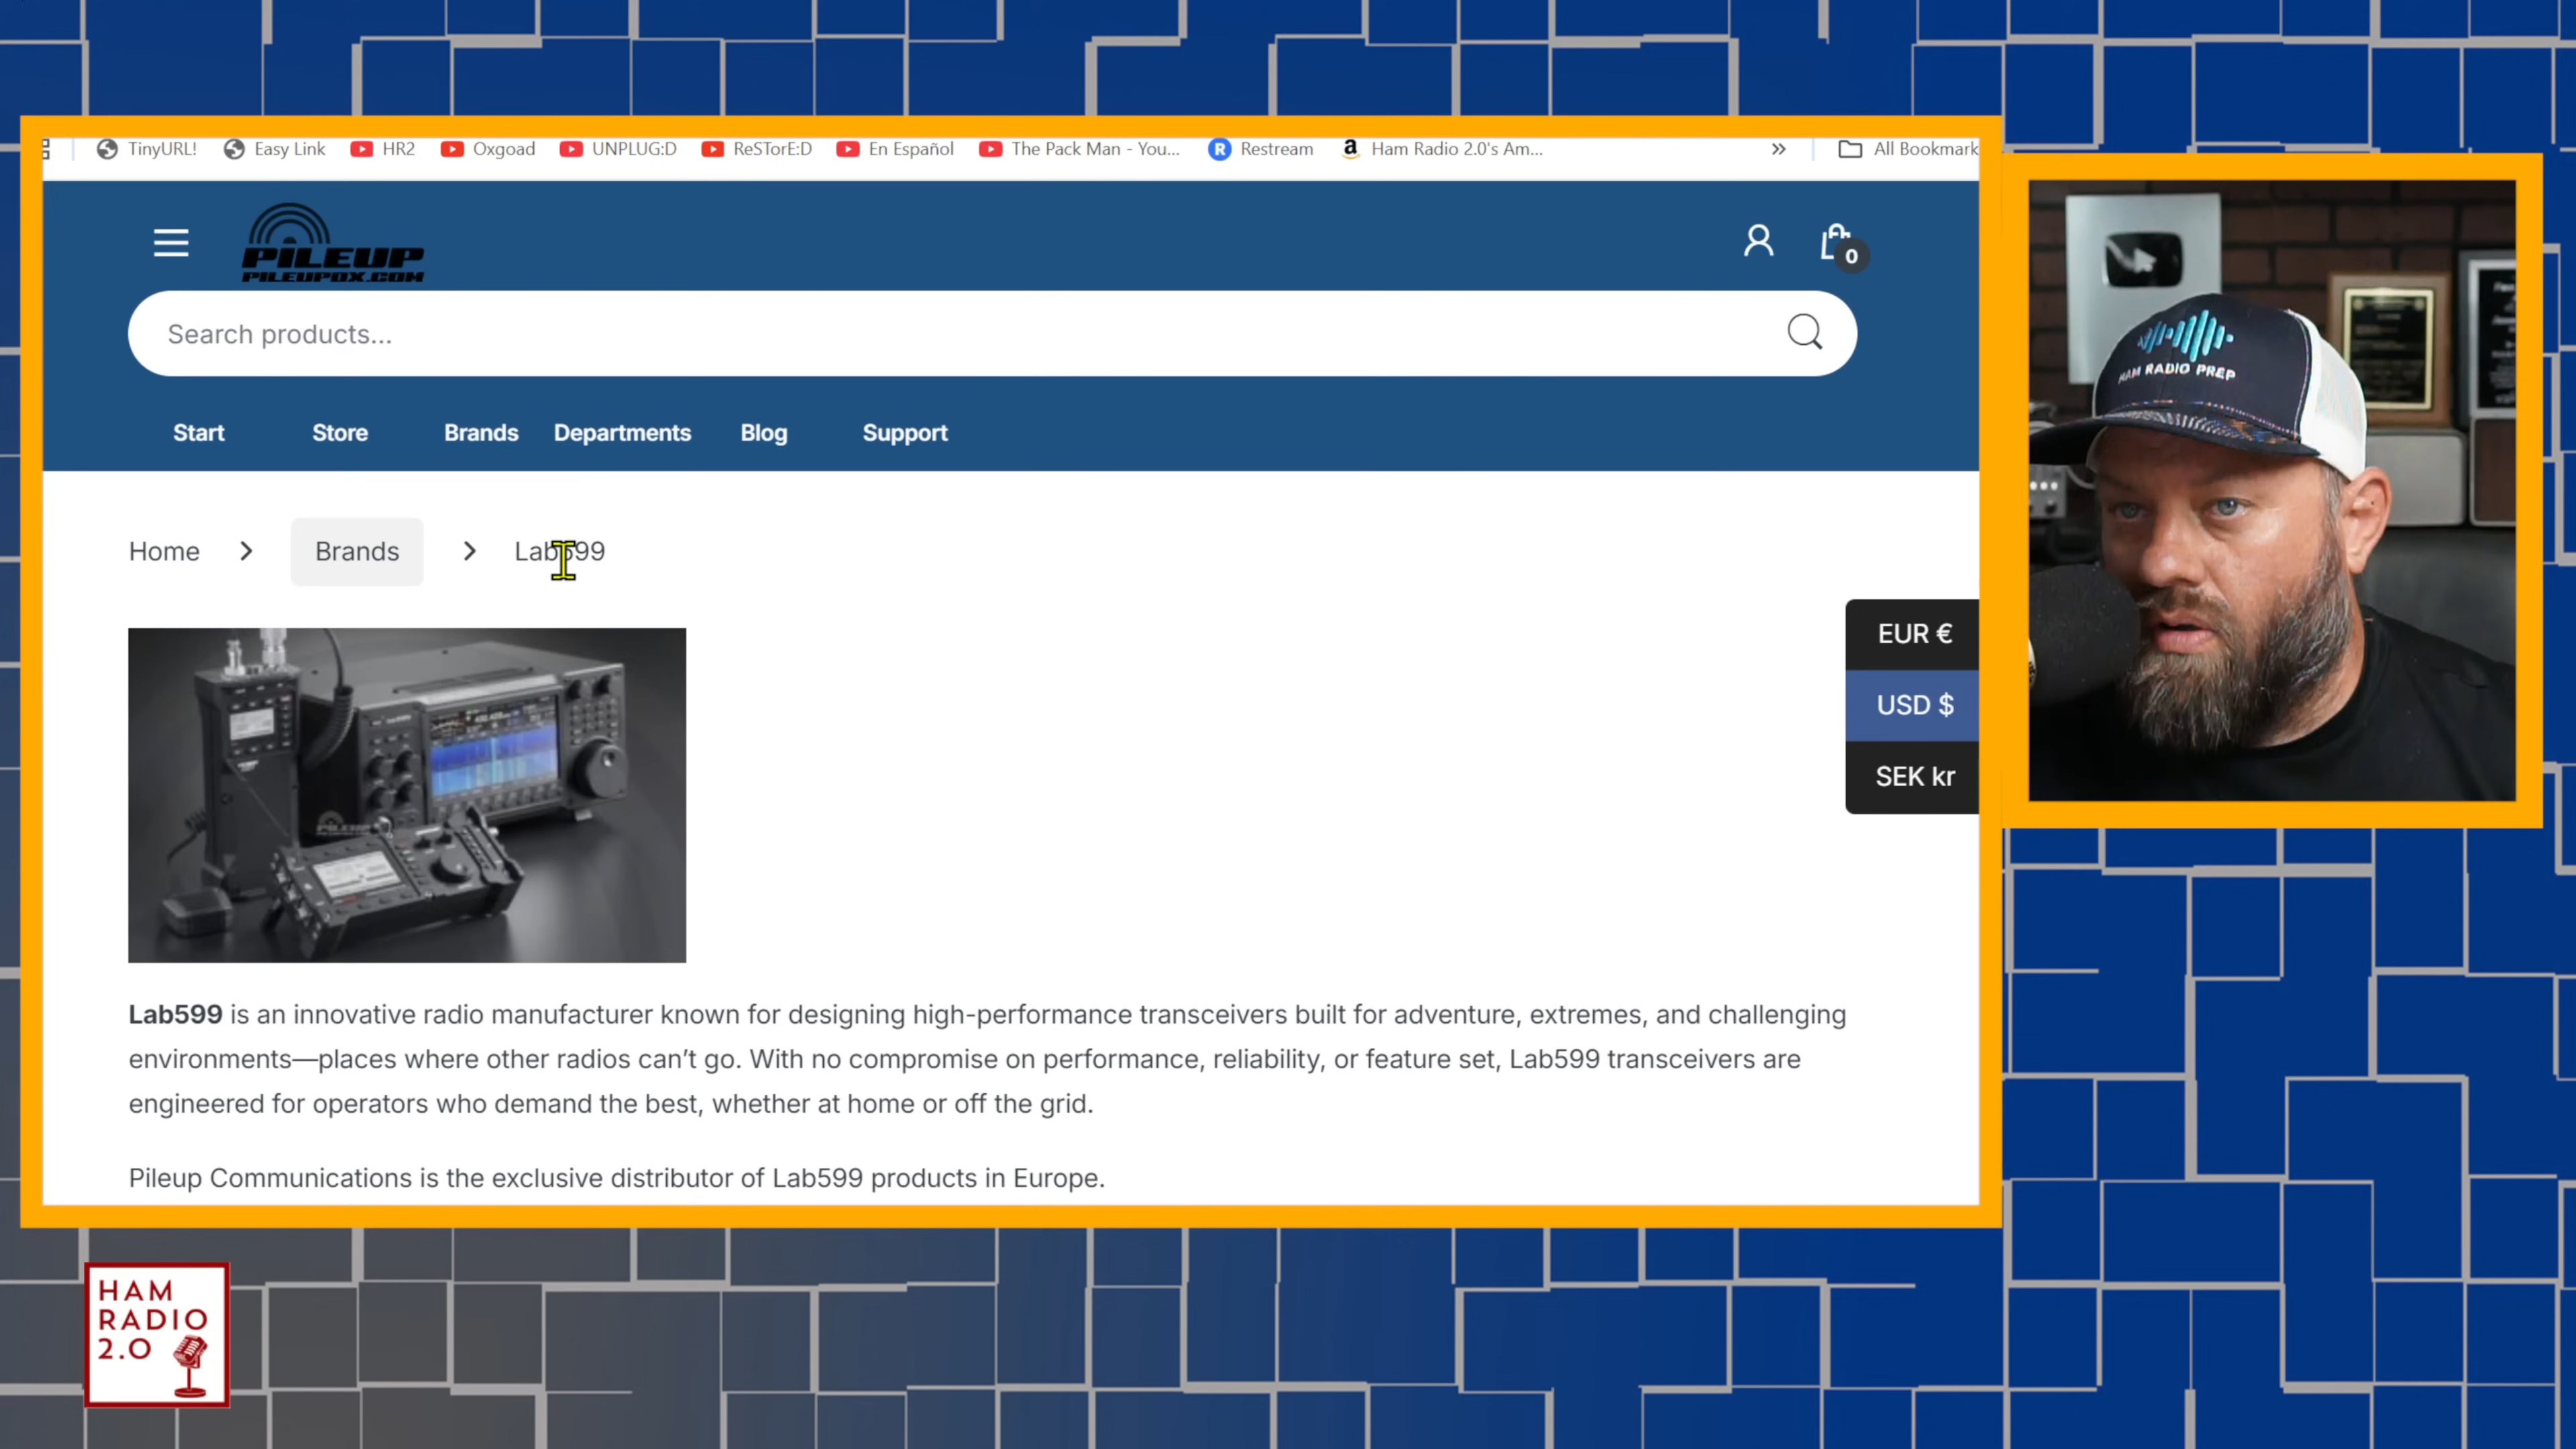 TinyURL! Easy Link HR2 Oxgoad UNPLUG:D ReSTorE:D En Español The Pack Man - You... R Restream a Ham Radio 2.0's Am... » All Bookmark
PILEUP
PILEUPDX.COM
0
Search products...
Start Store Brands Departments Blog Support
Home > Brands > Lab599
EUR €
USD $
SEK kr
HAM RADIO PREP
PILEUP
Lab599 is an innovative radio manufacturer known for designing high-performance transceivers built for adventure, extremes, and challenging
environments—places where other radios can’t go. With no compromise on performance, reliability, or feature set, Lab599 transceivers are
engineered for operators who demand the best, whether at home or off the grid.
Pileup Communications is the exclusive distributor of Lab599 products in Europe.
HAM
RADIO
2.0